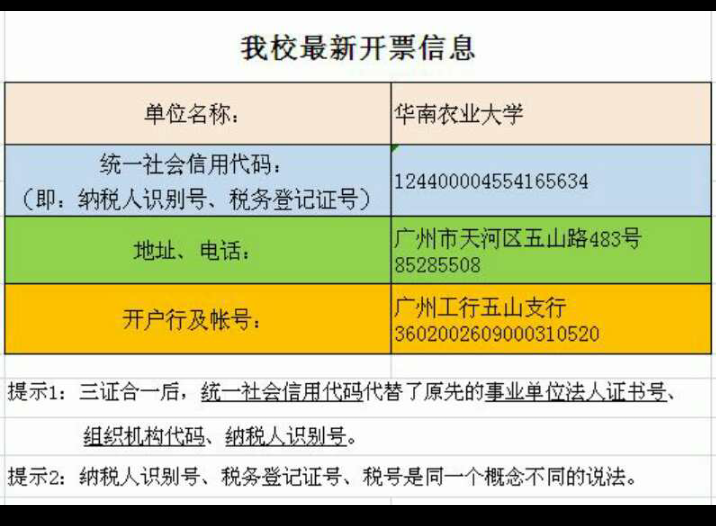 我校最新开票信息
单位名称：
华南农业大学
统一社会信用代码：
（即：纳税人识别号、税务登记证号）
124400004554165634
地址、电话：
广州市天河区五山路483号
85285508
开户行及帐号：
广州工行五山支行
3602002609000310520
提示1：三证合一后，统一社会信用代码代替了原先的事业单位法人证书号、
组织机构代码、纳税人识别号。
提示2：纳税人识别号、税务登记证号、税号是同一个概念不同的说法。